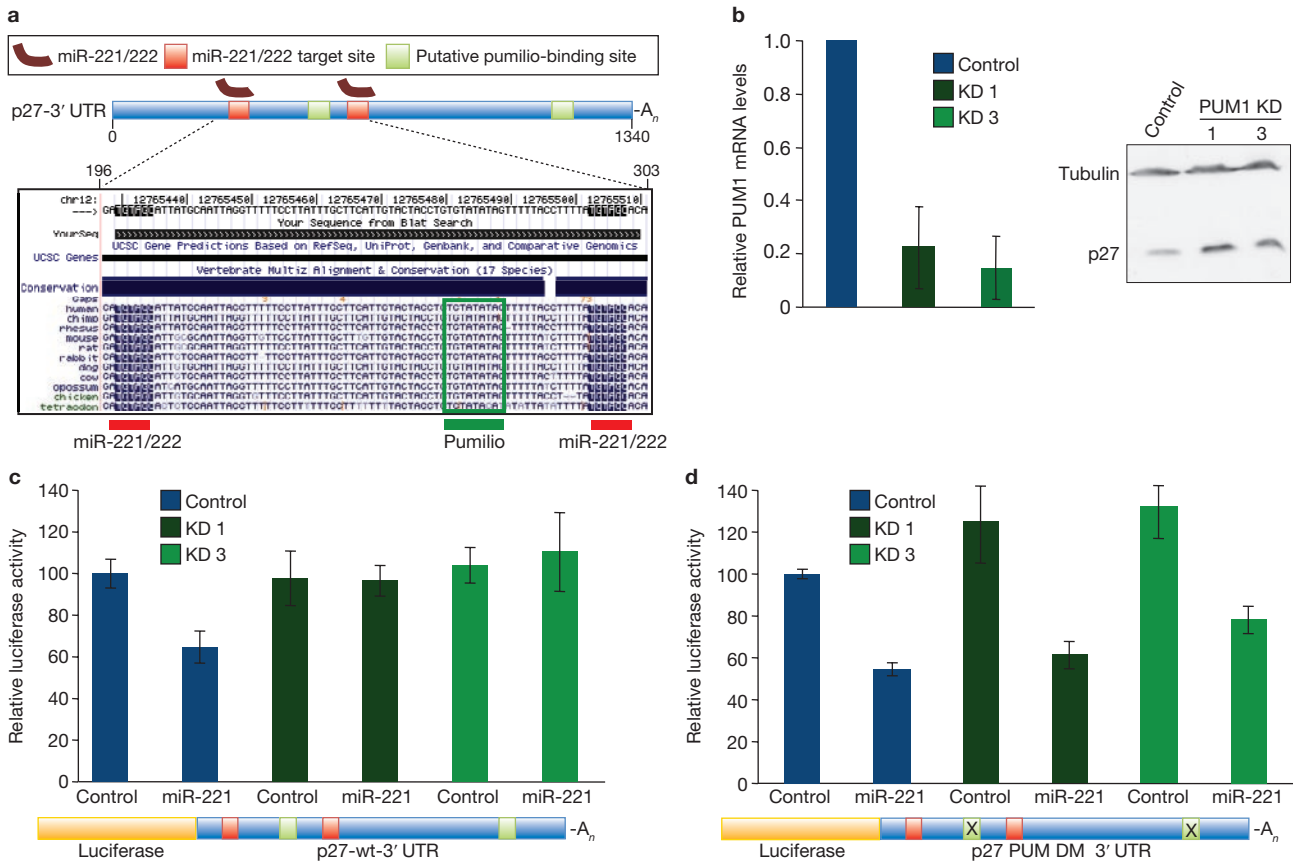 a
miR-221/222
miR-221/222 target site
Putative pumilio-binding site
p27-3′ UTR
-An
0
1340
196
303
chr12:
12765440| 12765450| 12765460| 12765470| 12765480| 12765490| 12765500| 12765510|
--->
Your Sequence from Blat Search
YourSeq
UCSC Gene Predictions Based on RefSeq, UniProt, Genbank, and Comparative Genomics
UCSC Genes
Vertebrate Multiz Alignment & Conservation (17 Species)
Conservation
Gaps
human
chimp
rhesus
mouse
rat
rabbit
dog
cow
opossum
chicken
tetraodon
miR-221/222
Pumilio
miR-221/222
b
Relative PUM1 mRNA levels
1.0
0.8
0.6
0.4
0.2
0
Control
KD 1
KD 3
Control
PUM1 KD
1 3
Tubulin
p27
c
Relative luciferase activity
140
120
100
80
60
40
20
0
Control
KD 1
KD 3
Control miR-221 Control miR-221 Control miR-221
-An
Luciferase
p27-wt-3′ UTR
d
Relative luciferase activity
140
120
100
80
60
40
20
0
Control
KD 1
KD 3
Control miR-221 Control miR-221 Control miR-221
X X
-An
Luciferase
p27 PUM DM 3′ UTR